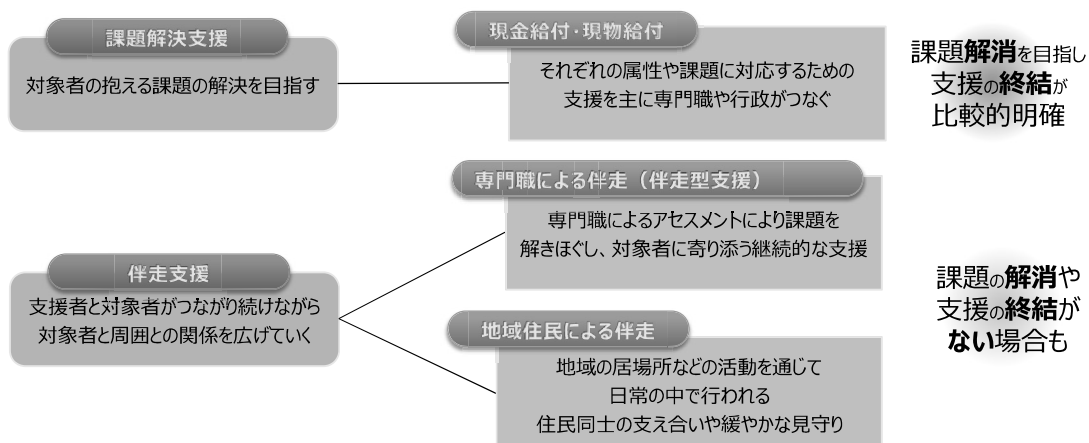 課題解決支援
対象者の抱える課題の解決を目指す
現金給付・現物給付
それぞれの属性や課題に対応するための
支援を主に専門職や行政がつなぐ
課題解消を目指し
支援の終結が
比較的明確
伴走支援
支援者と対象者がつながり続けながら
対象者と周囲との関係を広げていく
専門職による伴走（伴走型支援）
専門職によるアセスメントにより課題を
解きほぐし、対象者に寄り添う継続的な支援
地域住民による伴走
地域の居場所などの活動を通じて
日常の中で行われる
住民同士の支え合いや緩やかな見守り
課題の解消や
支援の終結が
ない場合も